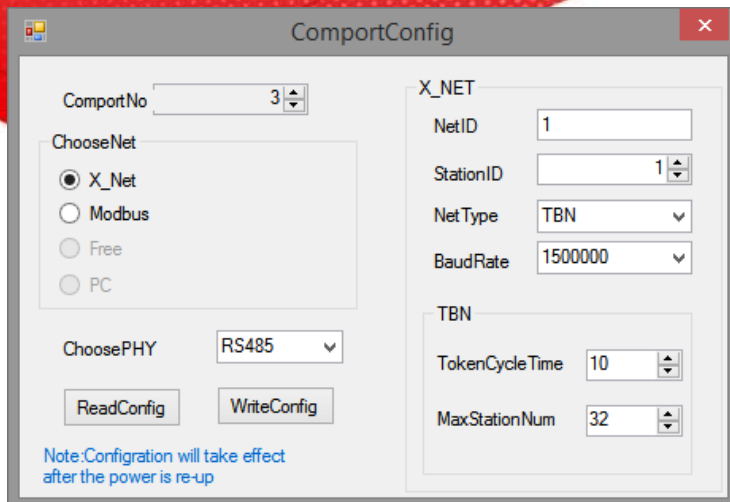 ComportConfig
ComportNo 3
ChooseNet
X_Net
Modbus
Free
PC
ChoosePHY RS485
ReadConfig WriteConfig
Note:Configration will take effect
after the power is re-up
X_NET
NetID 1
StationID 1
NetType TBN
BaudRate 1500000
TBN
TokenCycleTime 10
MaxStationNum 32